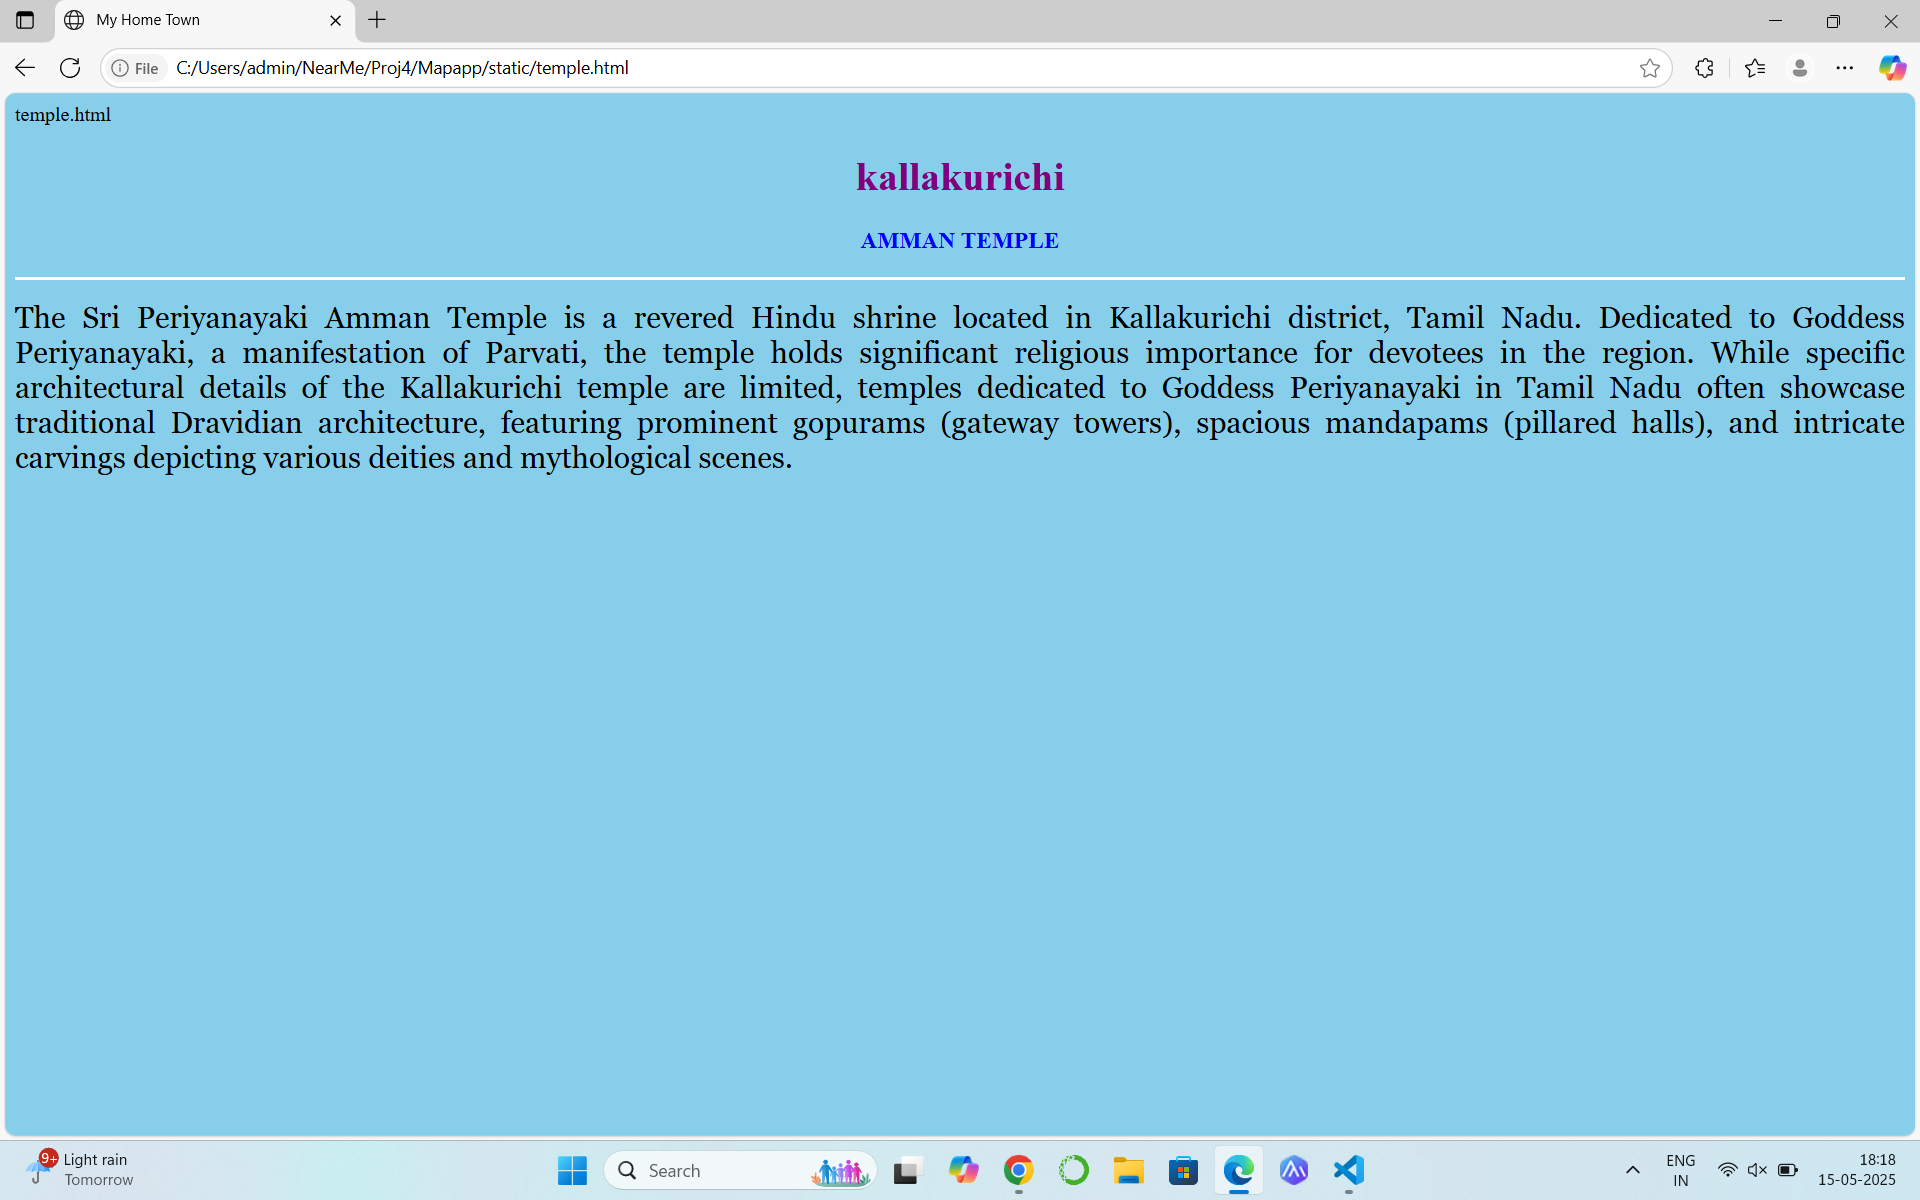 My Home Town
File C:/Users/admin/NearMe/Proj4/Mapapp/static/temple.html
temple.html
kallakurichi
AMMAN TEMPLE
The Sri Periyanayaki Amman Temple is a revered Hindu shrine located in Kallakurichi district, Tamil Nadu. Dedicated to Goddess
Periyanayaki, a manifestation of Parvati, the temple holds significant religious importance for devotees in the region. While specific
architectural details of the Kallakurichi temple are limited, temples dedicated to Goddess Periyanayaki in Tamil Nadu often showcase
traditional Dravidian architecture, featuring prominent gopurams (gateway towers), spacious mandapams (pillared halls), and intricate
carvings depicting various deities and mythological scenes.
9+ Light rain
Tomorrow
Search
ENG
IN
18:18
15-05-2025